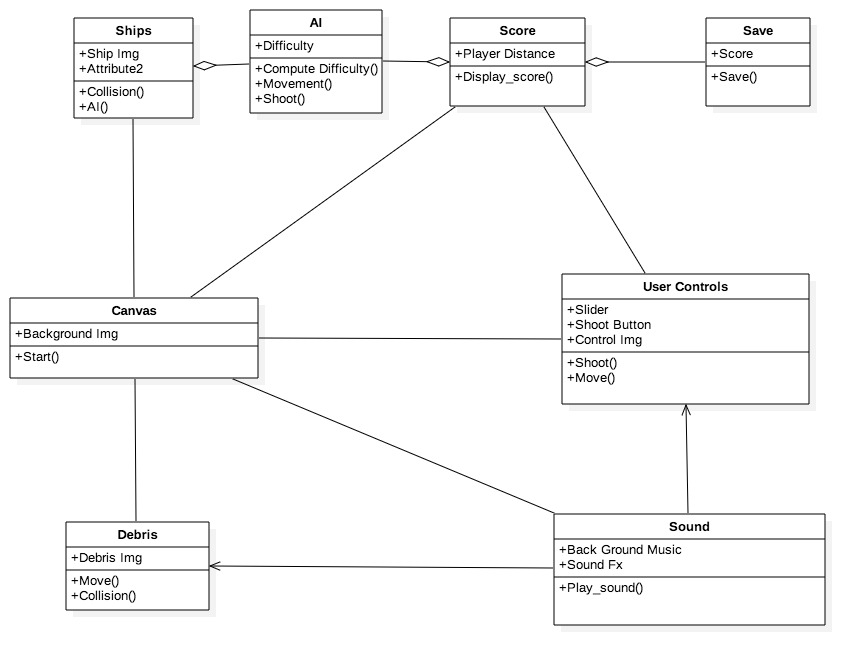 Ships
+Ship Img
+Attribute2
+Collision()
+AI()
AI
+Difficulty
+Compute Difficulty()
+Movement()
+Shoot()
Score
+Player Distance
+Display_score()
Save
+Score
+Save()
Canvas
+Background Img
+Start()
User Controls
+Slider
+Shoot Button
+Control Img
+Shoot()
+Move()
Debris
+Debris Img
+Move()
+Collision()
Sound
+Back Ground Music
+Sound Fx
+Play_sound()